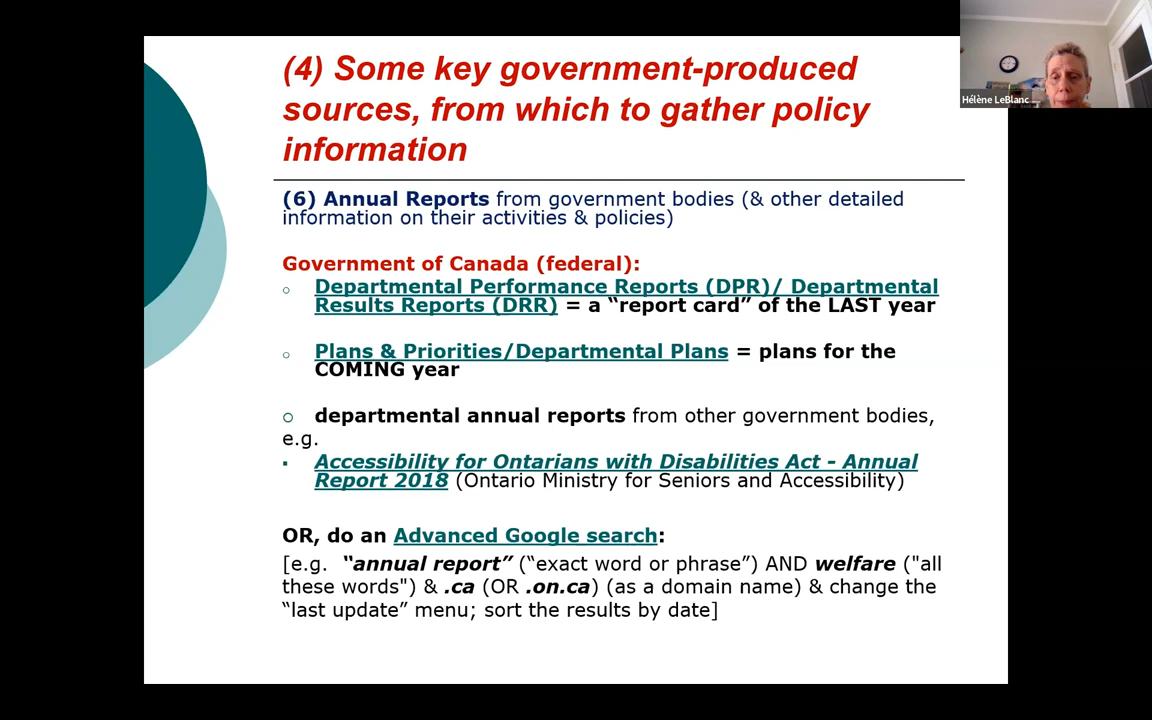 (4) Some key government-produced
sources, from which to gather policy
information
Hélène LeBlanc
(6) Annual Reports from government bodies (& other detailed
information on their activities & policies)
Government of Canada (federal):
Departmental Performance Reports (DPR)/ Departmental
Results Reports (DRR) = a “report card” of the LAST year
Plans & Priorities/Departmental Plans = plans for the
COMING year
departmental annual reports from other government bodies,
e.g.
Accessibility for Ontarians with Disabilities Act - Annual
Report 2018 (Ontario Ministry for Seniors and Accessibility)
OR, do an Advanced Google search:
[e.g. “annual report” (“exact word or phrase”) AND welfare ("all
these words") & .ca (OR .on.ca) (as a domain name) & change the
“last update” menu; sort the results by date]